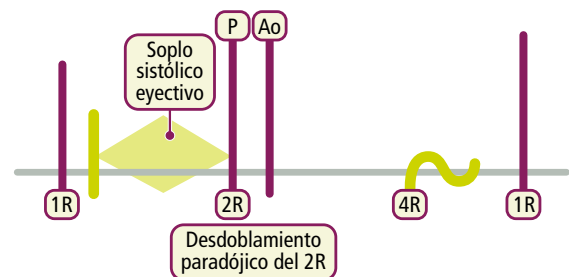 P
Ao
Soplo
sistólico
eyectivo
1R
2R
4R
1R
Desdoblamiento
paradójico del 2R